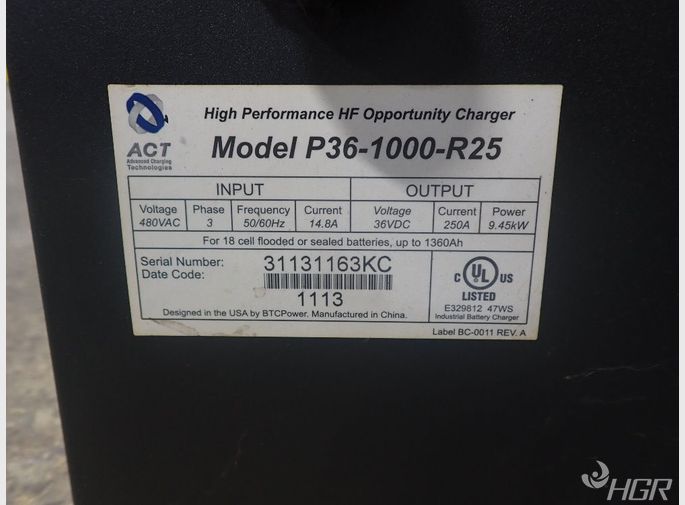 High Performance HF Opportunity Charger
Model P36-1000-R25
ACT
Advanced Charging
Technologies
INPUT OUTPUT
Voltage Phase Frequency Current Voltage Current Power
480VAC 3 50/60Hz 14.8A 36VDC 250A 9.45kW
For 18 cell flooded or sealed batteries, up to 1360Ah
Serial Number: 31131163KC
Date Code:
1113
Designed in the USA by BTCPower. Manufactured in China.
C UL US
LISTED
E329812 47WS
Industrial Battery Charger
Label BC-0011 REV. A
HGR